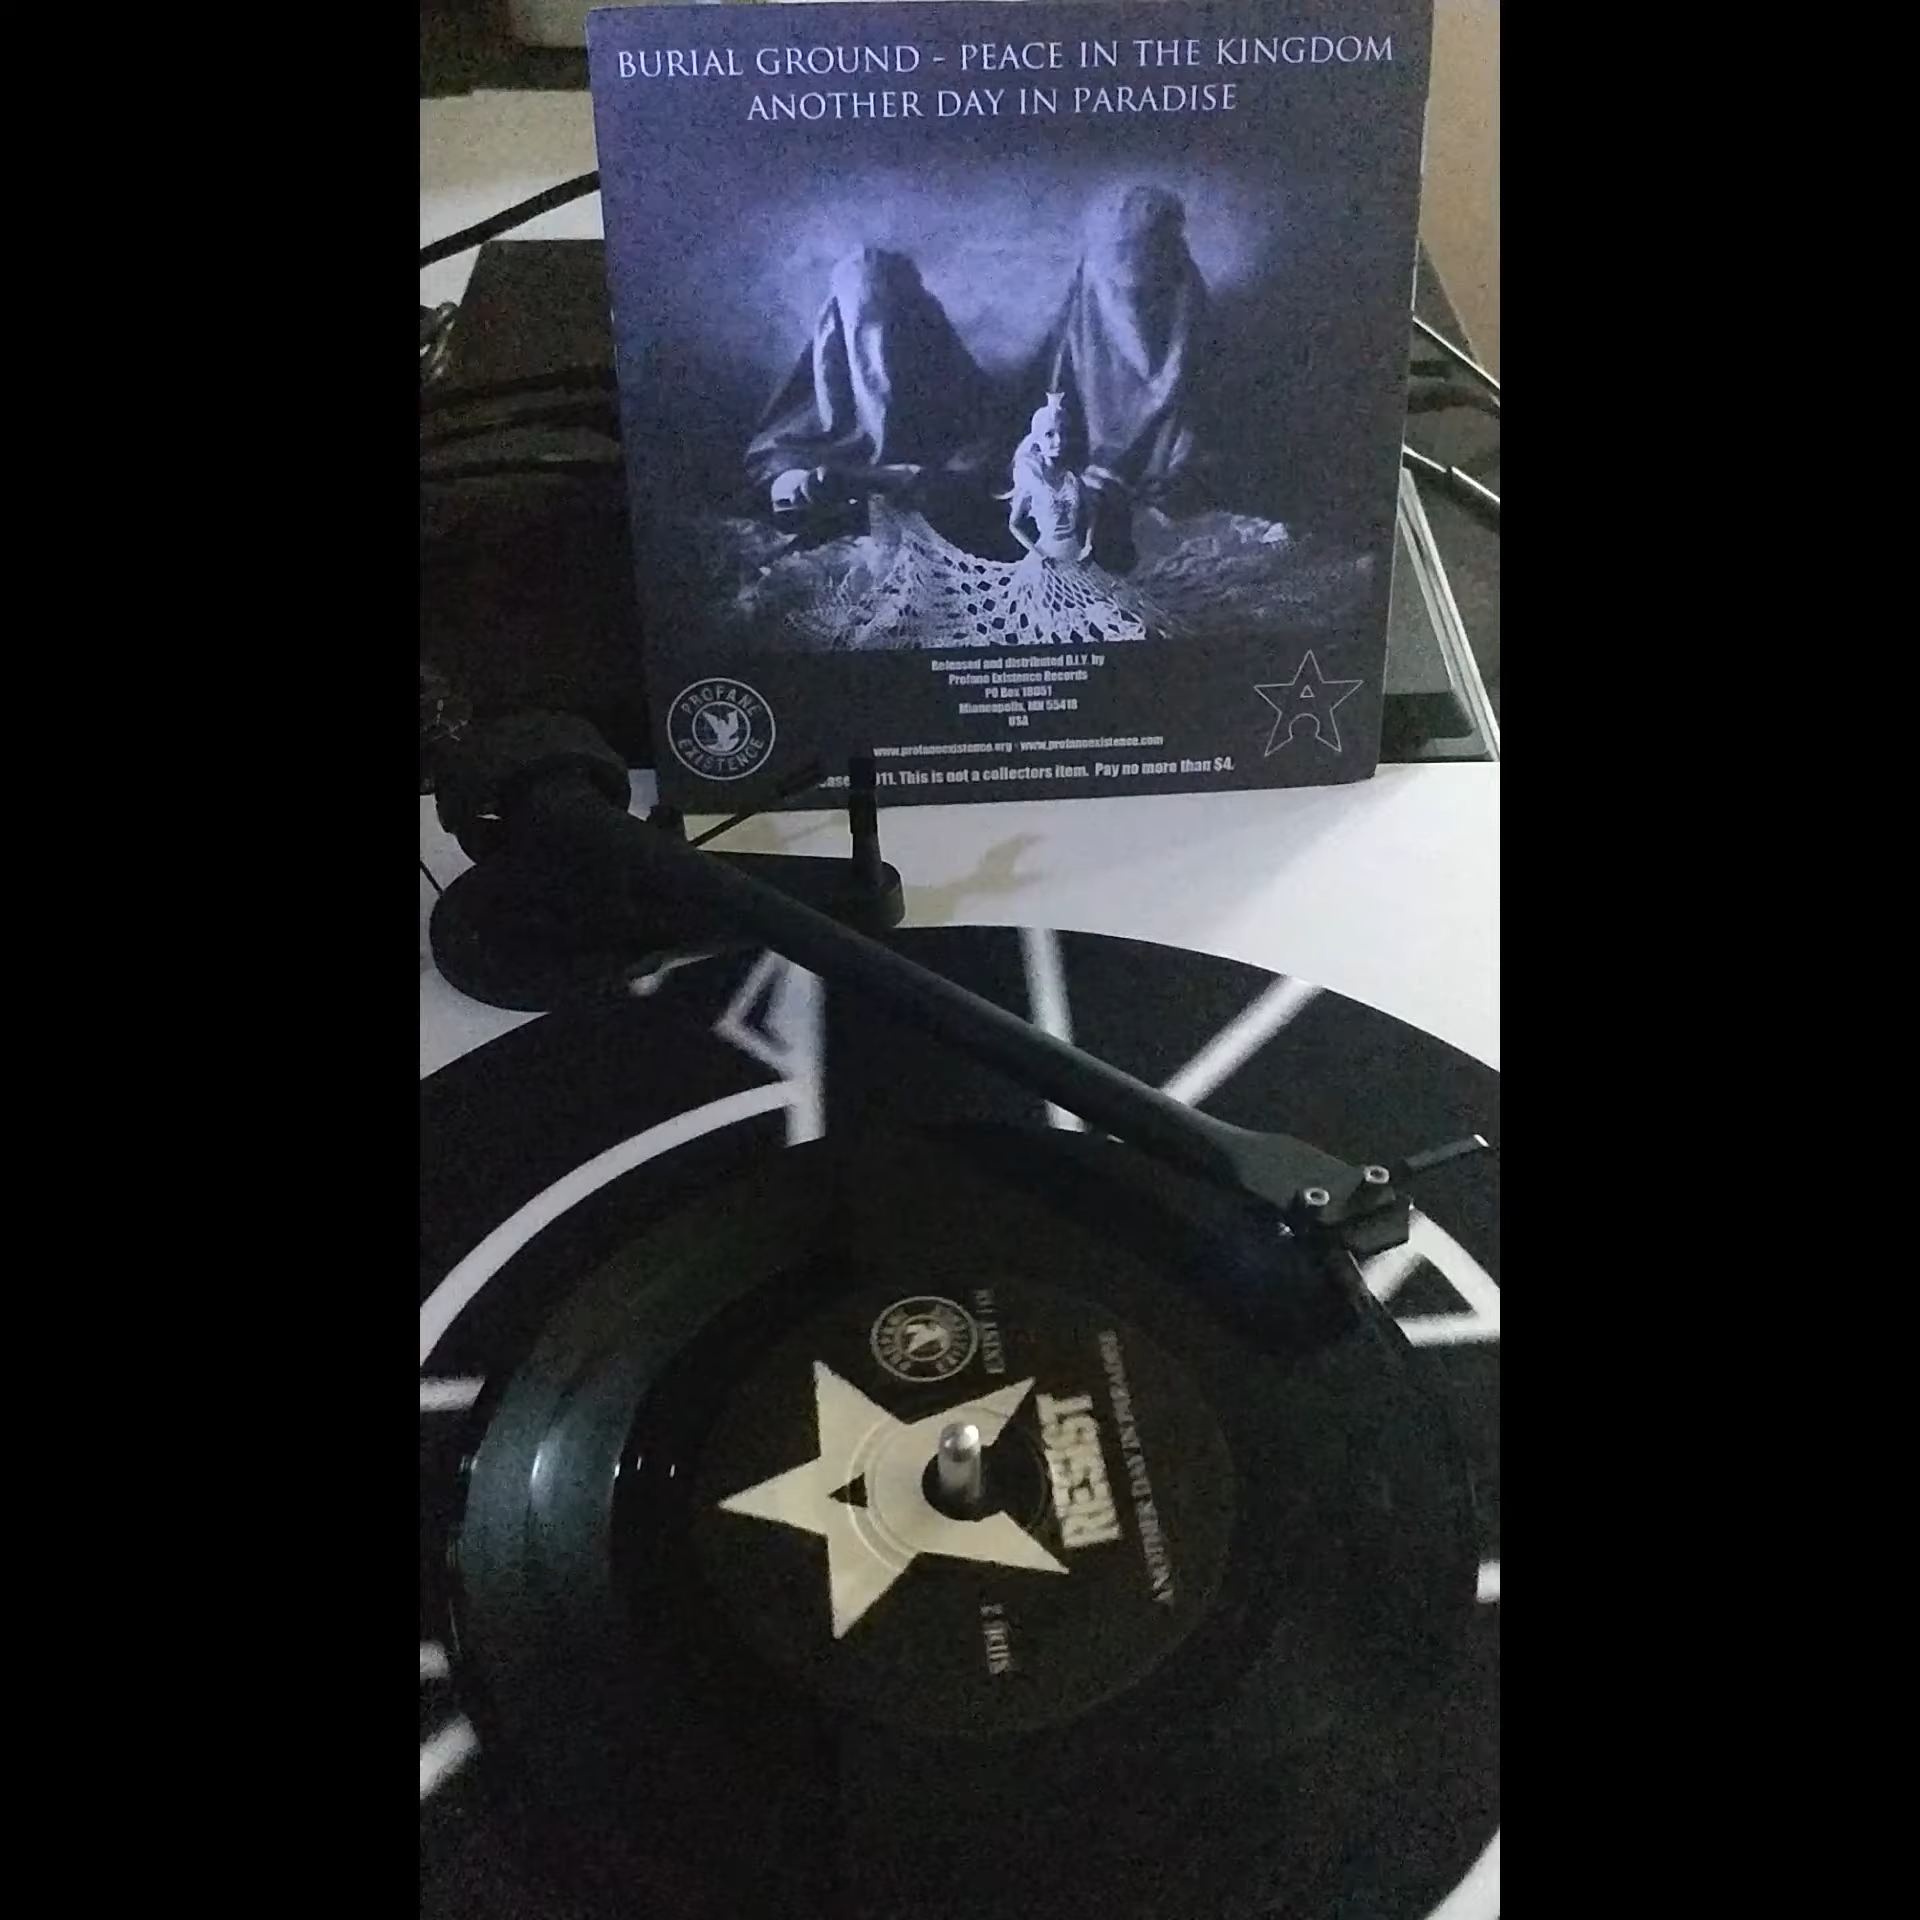 BURIAL GROUND - PEACE IN THE KINGDOM
ANOTHER DAY IN PARADISE
Released and distributed D.I.Y. by
Profane Existence Records
PO Box 18051
Minneapolis, MN 55418
USA
www.profaneexistence.org - www.profaneexistence.com
This is not a collectors item. Pay no more than $4.
PROFANE
EXISTENCE
EXIST
RESIST
ANOTHER DAY IN PARADISE
SIDE 2